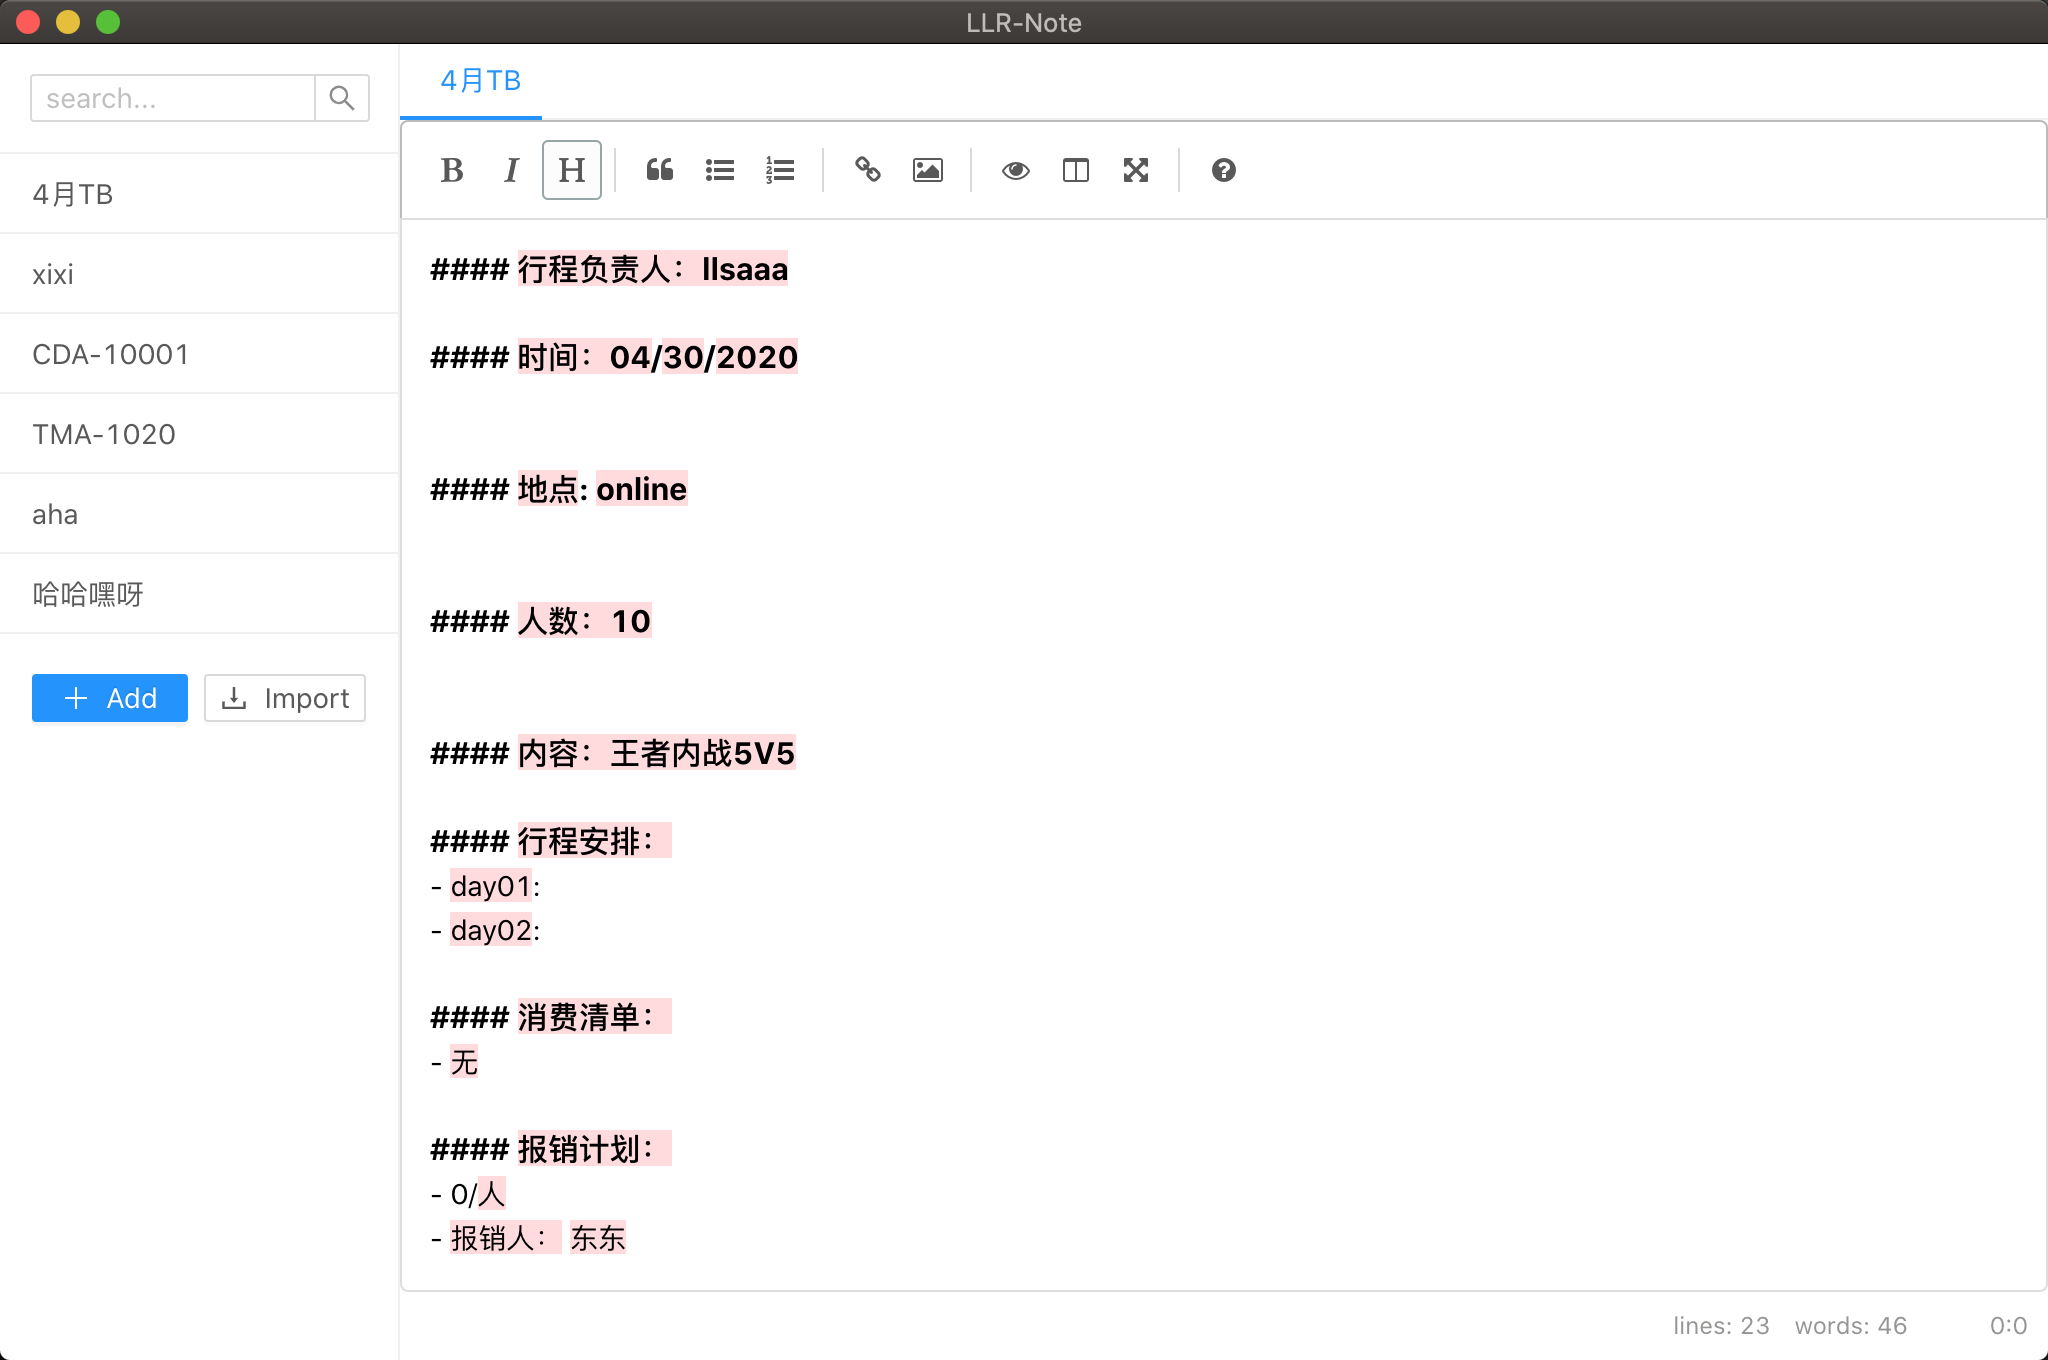 LLR-Note
search...
4月TB
xixi
CDA-10001
TMA-1020
aha
哈哈嘿呀
Add
Import
4月TB
B I H
#### 行程负责人：llsaaa
#### 时间：04/30/2020
#### 地点: online
#### 人数：10
#### 内容：王者内战5V5
#### 行程安排：
- day01:
- day02:
#### 消费清单：
- 无
#### 报销计划：
- 0/人
- 报销人： 东东
lines: 23 words: 46 0:0